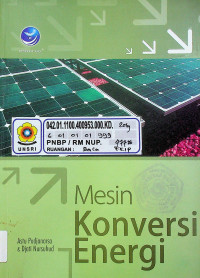 042.01.1100.400953.000.KD.
6 01 01 01 999
PNBP / RM NUP.
RUANGAN :
UNSRI
Mesin
Konversi
Energi
Astu Pudjanarsa
& Djati Nursuhud